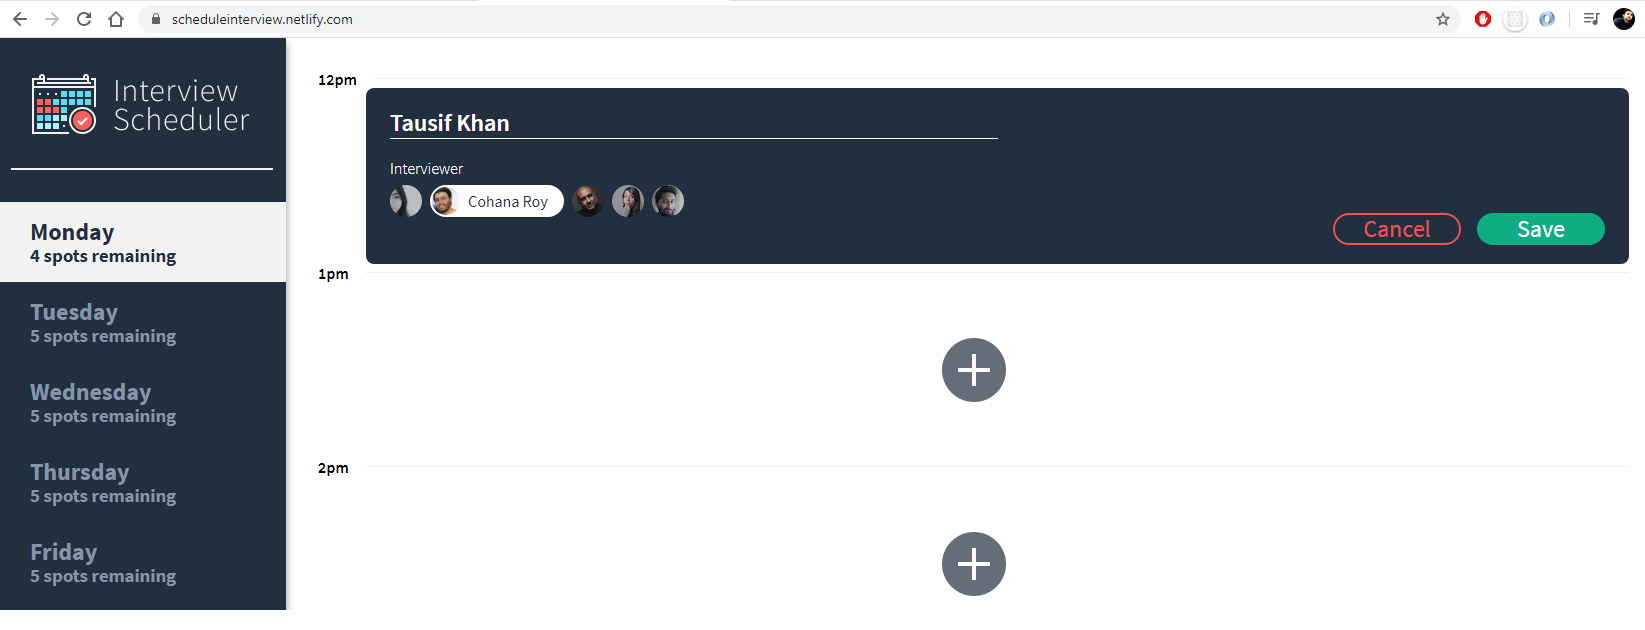 scheduleinterview.netlify.com
Interview
Scheduler
Monday
4 spots remaining
Tuesday
5 spots remaining
Wednesday
5 spots remaining
Thursday
5 spots remaining
Friday
5 spots remaining
12pm
Tausif Khan
Interviewer
Cohana Roy
Cancel
Save
1pm
2pm